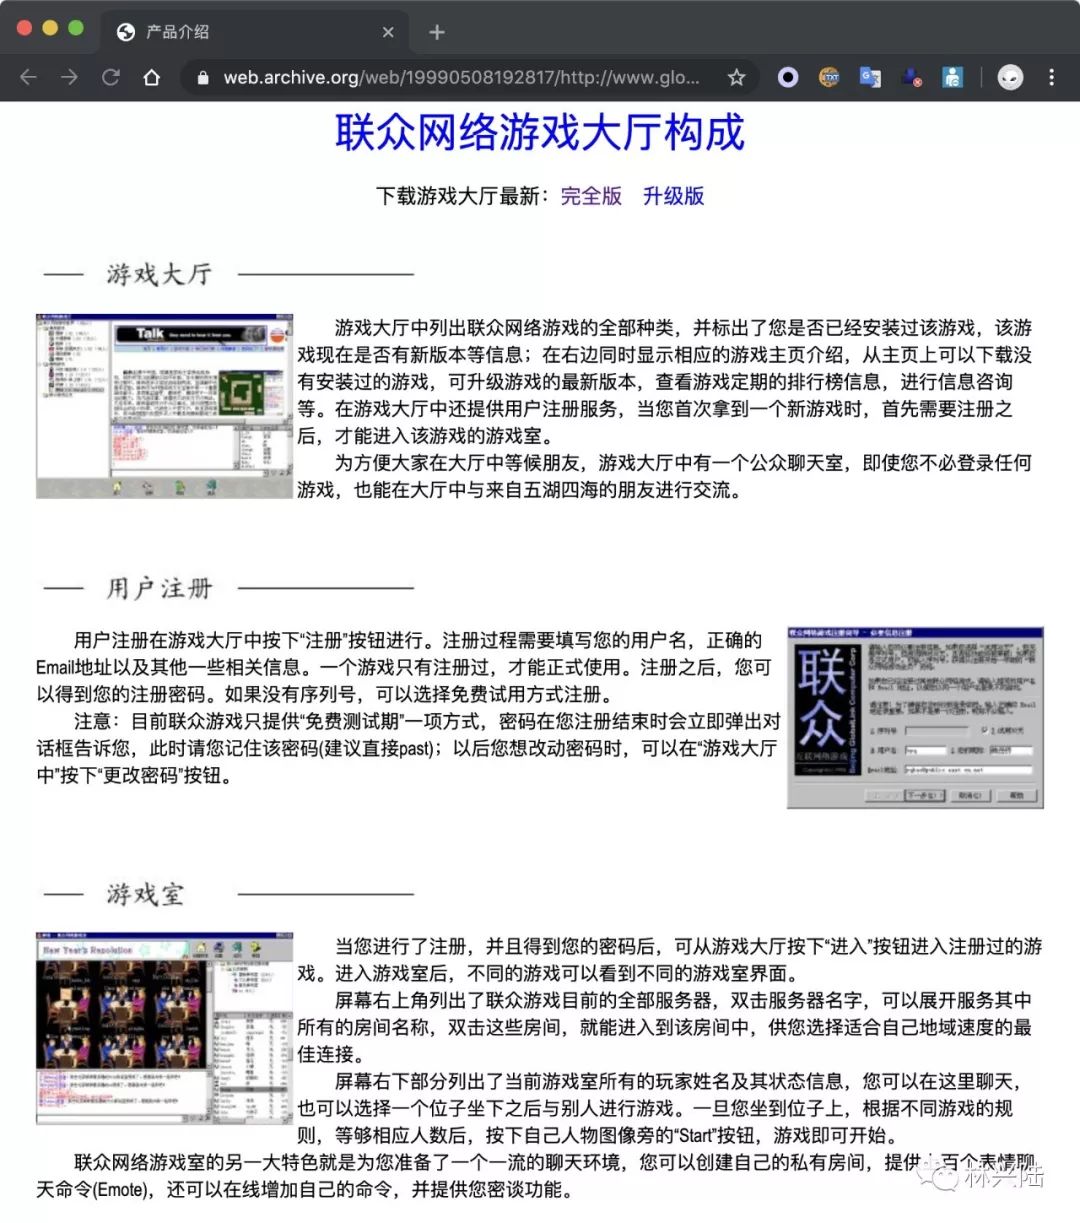 产品介绍
web.archive.org/web/19990508192817/http://www.glo...
联众网络游戏大厅构成
下载游戏大厅最新：完全版 升级版
游戏大厅
Talk
游戏大厅中列出联众网络游戏的全部种类，并标出了您是否已经安装过该游戏，该游
戏现在是否有新版本等信息；在右边同时显示相应的游戏主页介绍，从主页上可以下载没
有安装过的游戏，可升级游戏的最新版本，查看游戏定期的排行榜信息，进行信息咨询
等。在游戏大厅中还提供用户注册服务，当您首次拿到一个新游戏时，首先需要注册之
后，才能进入该游戏的游戏室。
为方便大家在大厅中等候朋友，游戏大厅中有一个公众聊天室，即使您不必登录任何
游戏，也能在大厅中与来自五湖四海的朋友进行交流。
用户注册
用户注册在游戏大厅中按下“注册”按钮进行。注册过程需要填写您的用户名，正确的
Email地址以及其他一些相关信息。一个游戏只有注册过，才能正式使用。注册之后，您可
以得到您的注册密码。如果没有序列号，可以选择免费试用方式注册。
注意：目前联众游戏只提供“免费测试期”一项方式，密码在您注册结束时会立即弹出对
话框告诉您，此时请您记住该密码(建议直接past)；以后您想改动密码时，可以在“游戏大厅
中”按下“更改密码”按钮。
联众
互联网络游戏
Beijing GlobalLink Computer Corp
游戏室
New Year's Resolution
当您进行了注册，并且得到您的密码后，可从游戏大厅按下“进入”按钮进入注册过的游
戏。进入游戏室后，不同的游戏可以看到不同的游戏室界面。
屏幕右上角列出了联众游戏目前的全部服务器，双击服务器名字，可以展开服务其中
所有的房间名称，双击这些房间，就能进入到该房间中，供您选择适合自己地域速度的最
佳连接。
屏幕右下部分列出了当前游戏室所有的玩家姓名及其状态信息，您可以在这里聊天，
也可以选择一个位子坐下之后与别人进行游戏。一旦您坐到位子上，根据不同游戏的规
则，等够相应人数后，按下自己人物图像旁的“Start”按钮，游戏即可开始。
联众网络游戏室的另一大特色就是为您准备了一个一流的聊天环境，您可以创建自己的私有房间，提供上百个表情聊
天命令(Emote)，还可以在线增加自己的命令，并提供您密谈功能。
林兴陆